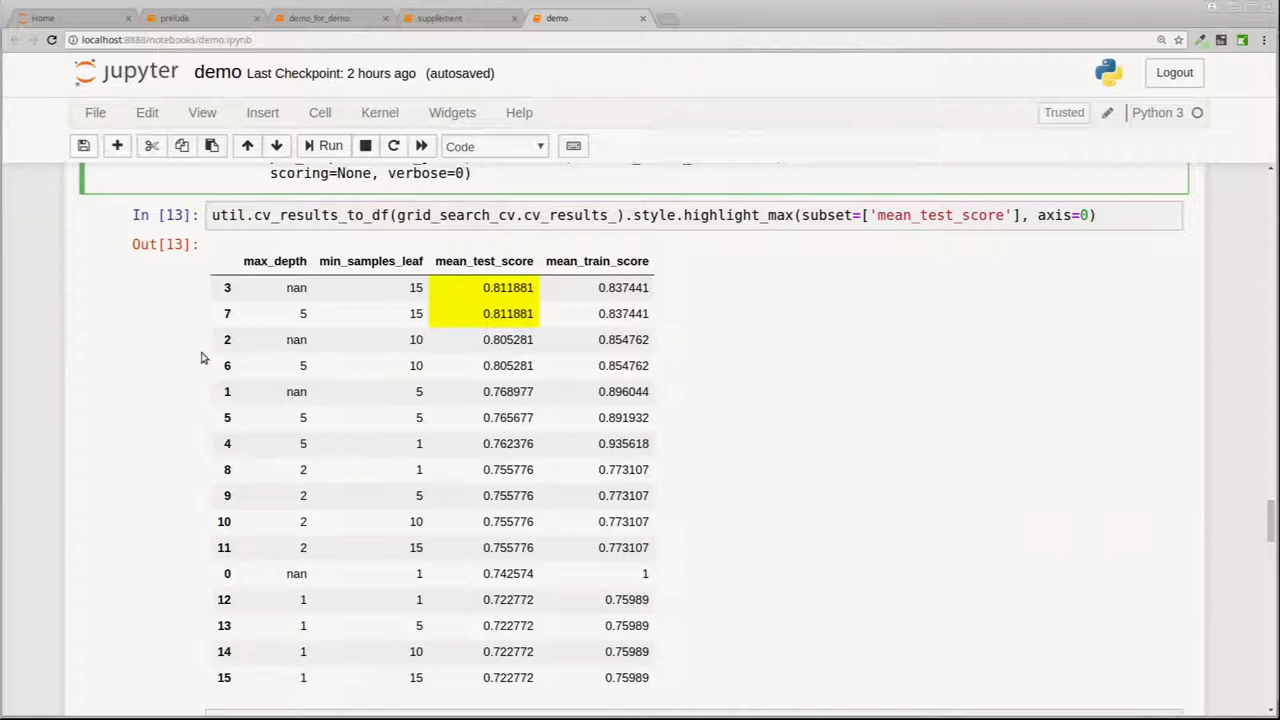 Home prelude demo_for_demo supplement demo
localhost:8888/notebooks/demo.ipynb
jupyter demo Last Checkpoint: 2 hours ago (autosaved) Logout
File Edit View Insert Cell Kernel Widgets Help Trusted Python 3
Run Code
scoring=None, verbose=0)
In [13]: util.cv_results_to_df(grid_search_cv.cv_results_).style.highlight_max(subset=['mean_test_score'], axis=0)
Out[13]:
max_depth min_samples_leaf mean_test_score mean_train_score
3 nan 15 0.811881 0.837441
7 5 15 0.811881 0.837441
2 nan 10 0.805281 0.854762
6 5 10 0.805281 0.854762
1 nan 5 0.768977 0.896044
5 5 5 0.765677 0.891932
4 5 1 0.762376 0.935618
8 2 1 0.755776 0.773107
9 2 5 0.755776 0.773107
10 2 10 0.755776 0.773107
11 2 15 0.755776 0.773107
0 nan 1 0.742574 1
12 1 1 0.722772 0.75989
13 1 5 0.722772 0.75989
14 1 10 0.722772 0.75989
15 1 15 0.722772 0.75989